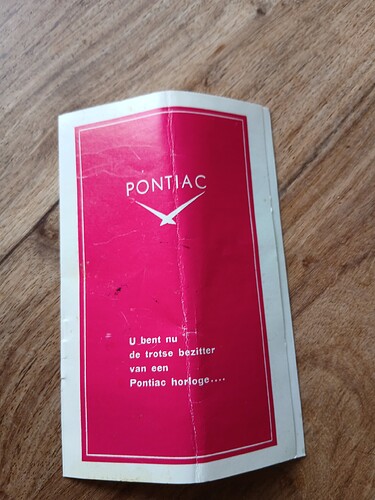 PONTIAC
U bent nu
de trotse bezitter
van een
Pontiac horloge....